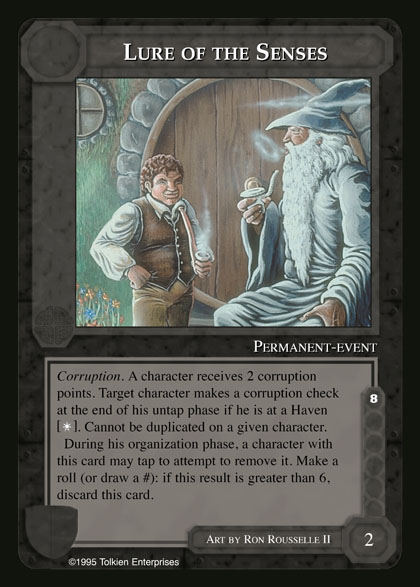 Lure of the Senses
Permanent-event
Corruption. A character receives 2 corruption
points. Target character makes a corruption check
at the end of his untap phase if he is at a Haven
[☀]. Cannot be duplicated on a given character.
During his organization phase, a character with
this card may tap to attempt to remove it. Make a
roll (or draw a #): if this result is greater than 6,
discard this card.
8
Art by Ron Rousselle II
2
©1995 Tolkien Enterprises